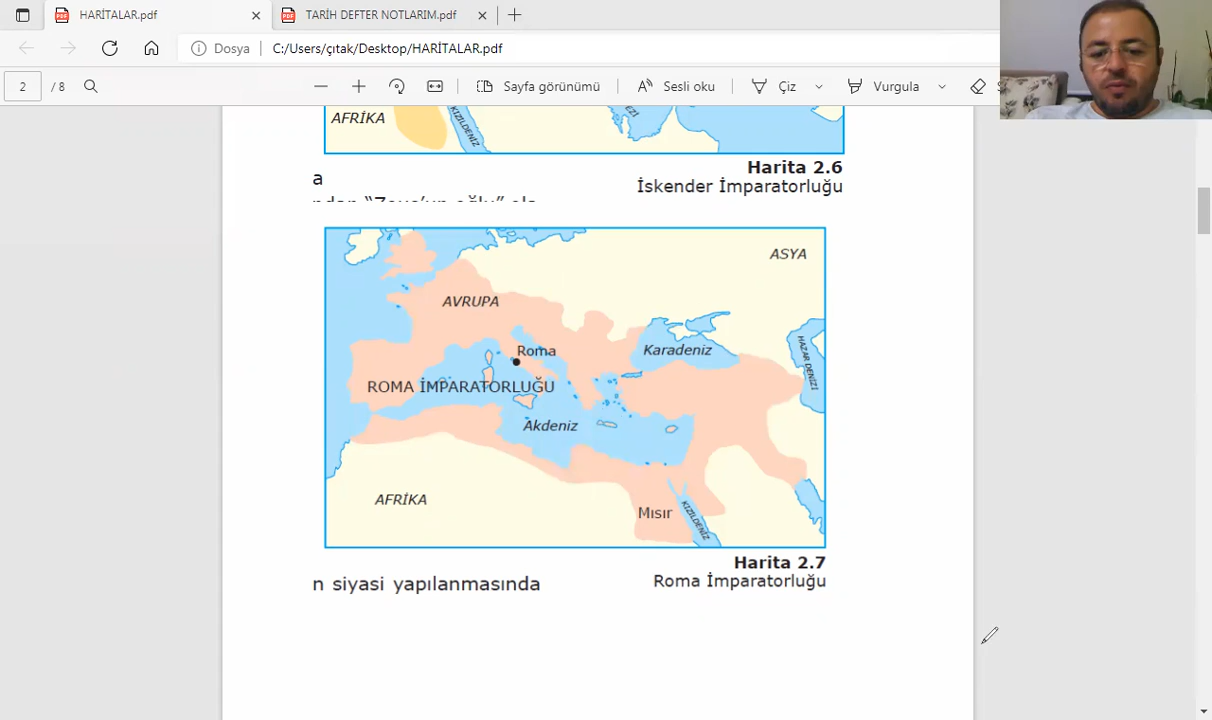 HARİTALAR.pdf
TARİH DEFTER NOTLARIM.pdf
Dosya
C:/Users/çıtak/Desktop/HARİTALAR.pdf
2 / 8
Sayfa görünümü
Sesli oku
Çiz
Vurgula
AFRİKA
KIZILDENİZ
Harita 2.6
İskender İmparatorluğu
a
ASYA
AVRUPA
Roma
Karadeniz
HAZAR DENİZİ
ROMA İMPARATORLUĞU
Akdeniz
AFRİKA
Mısır
KIZILDENİZ
Harita 2.7
Roma İmparatorluğu
n siyasi yapılanmasında